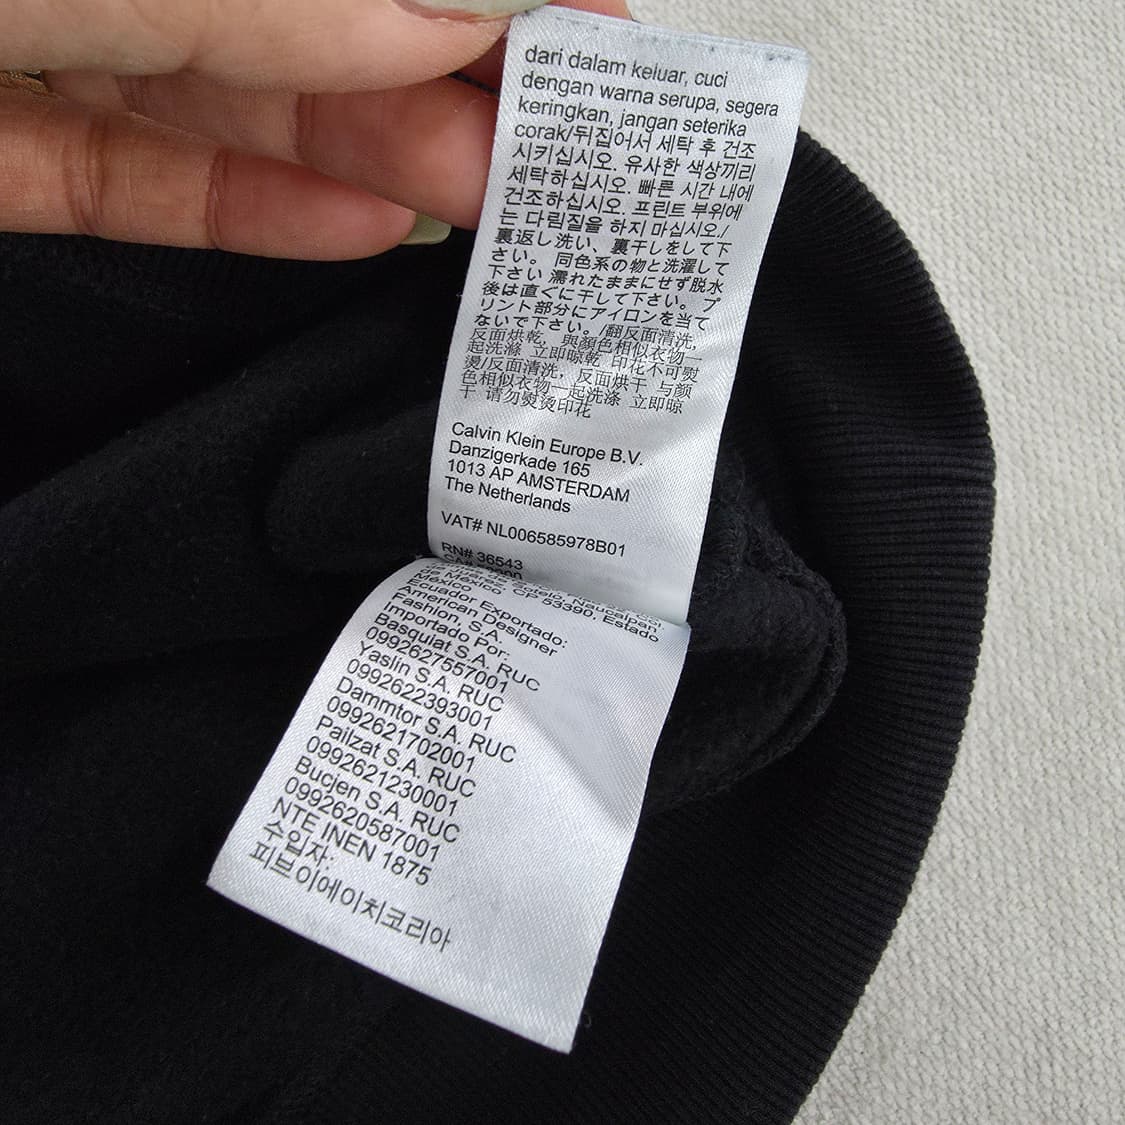 dari dalam keluar, cuci
dengan warna serupa, segera
keringkan, jangan seterika
corak/뒤집어서 세탁 후 건조
시키십시오. 유사한 색상끼리
세탁하십시오. 빠른 시간 내에
건조하십시오. 프린트 부위에
는 다림질을 하지 마십시오./
裏返し洗い、裏干しをして下
さい。 同色系の物と洗濯して
下さい 濡れたままにせず脱水
後は直ぐに干して下さい。プ
リント部分にアイロンを当て
ないで下さい。/翻反面清洗,
反面烘乾, 與顏色相似衣物一
起洗滌 立即晾乾 印花不可熨
燙/反面清洗, 反面烘干 与颜
色相似衣物一起洗涤 立即晾
干 请勿熨烫印花
Calvin Klein Europe B.V.
Danzigerkade 165
1013 AP AMSTERDAM
The Netherlands
VAT# NL006585978B01
RN# 36543
Sotelo, Naucalpan
de Juárez, CP 53390, Estado
de México.
México
Ecuador Exportado:
American Designer
Fashion, S.A.
Importado Por:
Basquiat S.A. RUC
0992627557001
Yaslin S.A. RUC
0992622393001
Dammtor S.A. RUC
0992621702001
Pailzat S.A. RUC
0992621230001
Bucjen S.A. RUC
0992620587001
NTE INEN 1875
수입자:
피브이에이치코리아